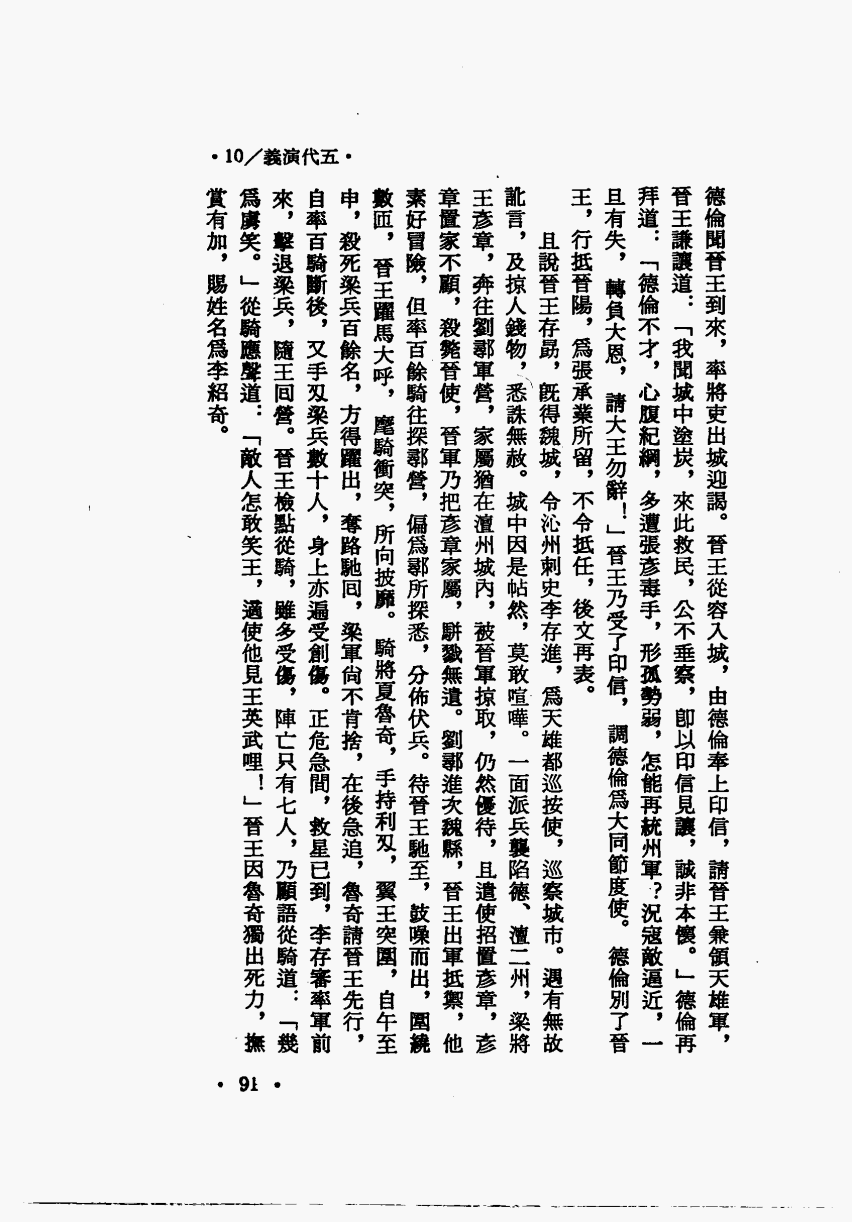 ·五代演義/10·
德倫聞晉王到來，率將吏出城迎謁。晉王從容入城，由德倫奉上印信，請晉王兼領天雄軍，
晉王謙讓道：「我聞城中塗炭，來此救民，公不垂察，卽以印信見讓，誠非本懷。」德倫再
拜道：「德倫不才，心腹紀綱，多遭張彥毒手，形孤勢弱，怎能再統州軍？況寇敵逼近，一
旦有失，轉負大恩，請大王勿辭！」晉王乃受了印信，調德倫爲大同節度使。德倫別了晉
王，行抵晉陽，爲張承業所留，不令抵任，後文再表。
且說晉王存勗，旣得魏城，令沁州刺史李存進，爲天雄都巡按使，巡察城市。遇有無故
訛言，及掠人錢物，悉誅無赦。城中因是帖然，莫敢喧嘩。一面派兵襲陷德、澶二州，梁將
王彥章，奔往劉鄩軍營，家屬猶在澶州城內，被晉軍掠取，仍然優待，且遣使招置彥章，彥
章置家不顧，殺斃晉使，晉軍乃把彥章家屬，騈戮無遺。劉鄩進次魏縣，晉王出軍抵禦，他
素好冒險，但率百餘騎往探鄩營，偏爲鄩所探悉，分佈伏兵。待晉王馳至，鼓噪而出，圍繞
數匝，晉王躍馬大呼，麾騎衝突，所向披靡。騎將夏魯奇，手持利刄，翼王突圍，自午至
申，殺死梁兵百餘名，方得躍出，奪路馳囘，梁軍尙不肯捨，在後急追，魯奇請晉王先行，
自率百騎斷後，又手刄梁兵數十人，身上亦遍受創傷。正危急間，救星已到，李存審率軍前
來，擊退梁兵，隨王囘營。晉王檢點從騎，雖多受傷，陣亡只有七人，乃顧語從騎道：「幾
爲虜笑。」從騎應聲道：「敵人怎敢笑王，適使他見王英武哩！」晉王因魯奇獨出死力，撫
賞有加，賜姓名爲李紹奇。
·91·